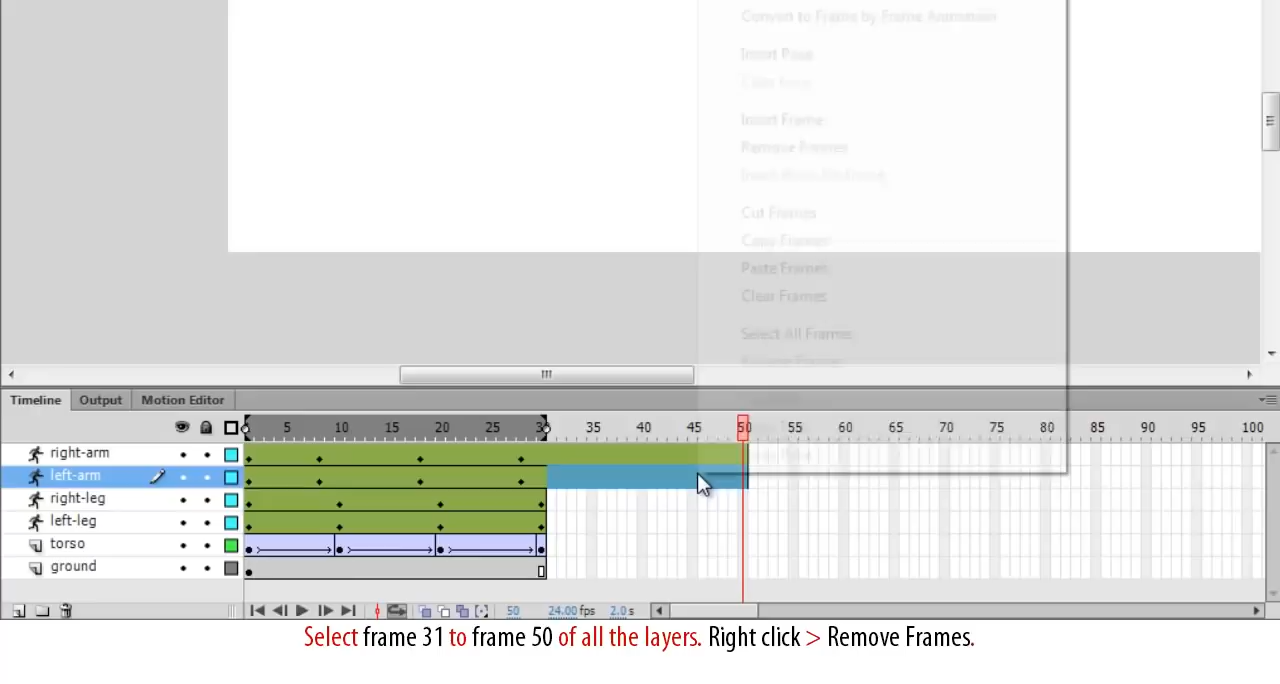 Convert to Frame by Frame Animation
Insert Pose
Clear Pose
Insert Frame
Remove Frames
Cut Frames
Copy Frames
Paste Frames
Clear Frames
Select All Frames
Timeline Output Motion Editor
5 10 15 20 25 30 35 40 45 50 55 60 65 70 75 80 85 90 95 100
right-arm
left-arm
right-leg
left-leg
torso
ground
50 24.00 fps 2.0 s
Select frame 31 to frame 50 of all the layers. Right click > Remove Frames.